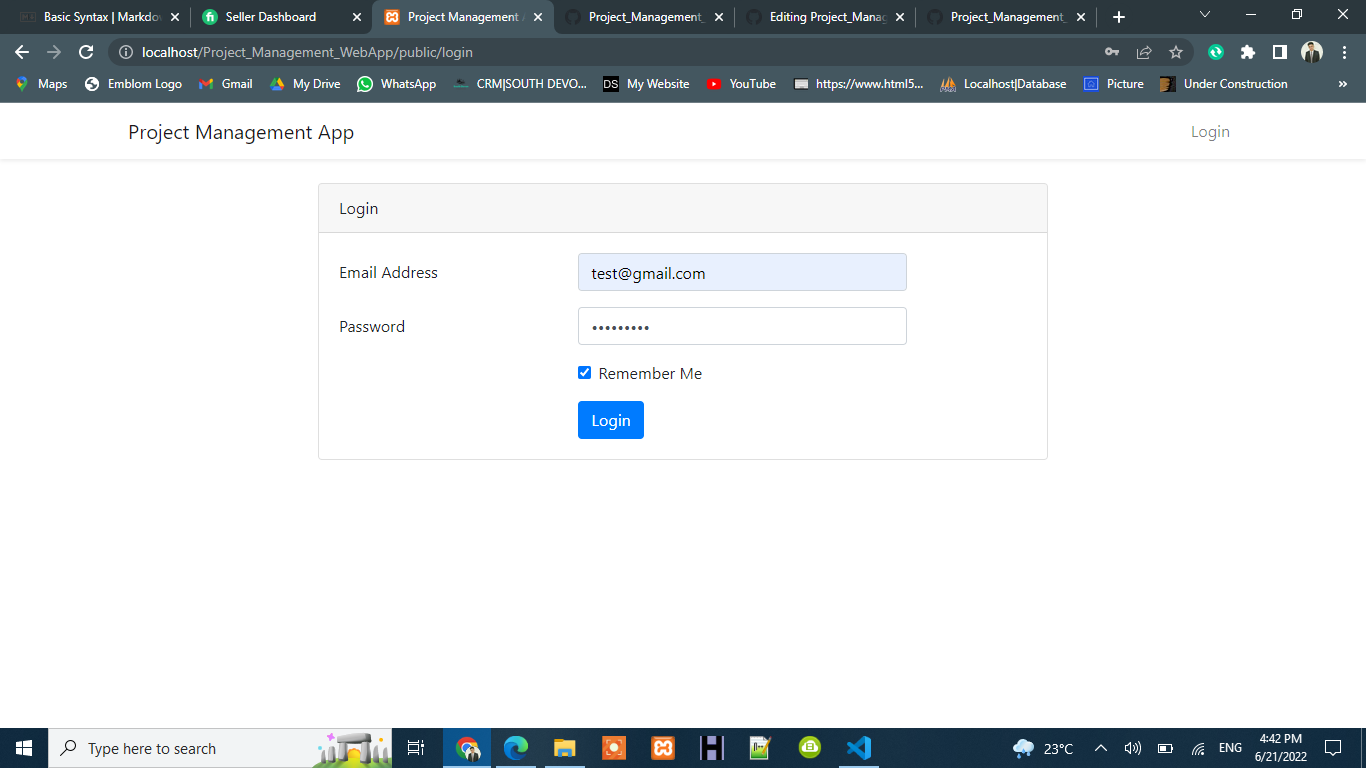 Basic Syntax | Markdo
Seller Dashboard
Project Management A
Project_Management_
Editing Project_Manag
Project_Management_
localhost/Project_Management_WebApp/public/login
Maps
Emblom Logo
Gmail
My Drive
WhatsApp
CRM|SOUTH DEVO...
DS
My Website
YouTube
https://www.html5...
Localhost|Database
Picture
Under Construction
»
Project Management App
Login
Login
Email Address
test@gmail.com
Password
•••••••••
Remember Me
Login
Type here to search
23°C
ENG
4:42 PM
6/21/2022